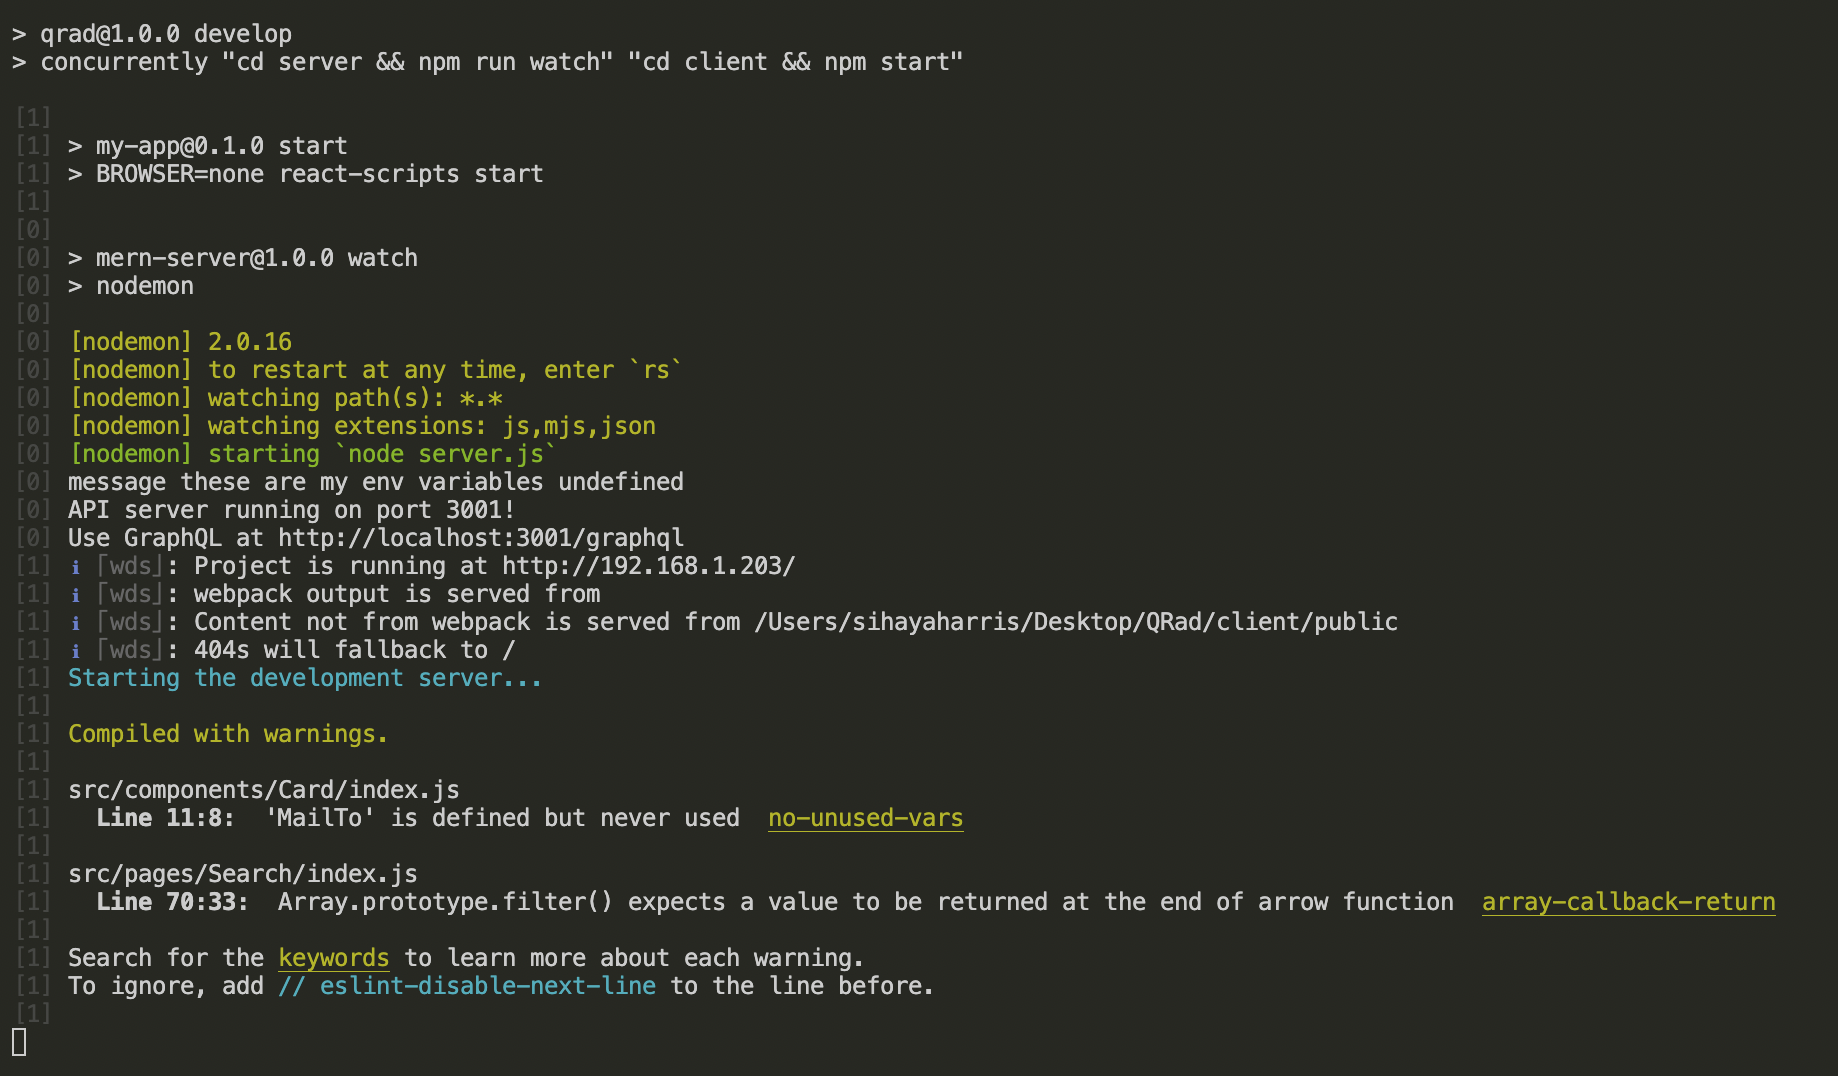 > qrad@1.0.0 develop
> concurrently "cd server && npm run watch" "cd client && npm start"
[1]
[1] > my-app@0.1.0 start
[1] > BROWSER=none react-scripts start
[1]
[0]
[0] > mern-server@1.0.0 watch
[0] > nodemon
[0]
[0] [nodemon] 2.0.16
[0] [nodemon] to restart at any time, enter `rs`
[0] [nodemon] watching path(s): *.*
[0] [nodemon] watching extensions: js,mjs,json
[0] [nodemon] starting `node server.js`
[0] message these are my env variables undefined
[0] API server running on port 3001!
[0] Use GraphQL at http://localhost:3001/graphql
[1] ℹ ｢wds｣: Project is running at http://192.168.1.203/
[1] ℹ ｢wds｣: webpack output is served from
[1] ℹ ｢wds｣: Content not from webpack is served from /Users/sihayaharris/Desktop/QRad/client/public
[1] ℹ ｢wds｣: 404s will fallback to /
[1] Starting the development server...
[1]
[1] Compiled with warnings.
[1]
[1] src/components/Card/index.js
[1]   Line 11:8:  'MailTo' is defined but never used  no-unused-vars
[1]
[1] src/pages/Search/index.js
[1]   Line 70:33:  Array.prototype.filter() expects a value to be returned at the end of arrow function  array-callback-return
[1]
[1] Search for the keywords to learn more about each warning.
[1] To ignore, add // eslint-disable-next-line to the line before.
[1]